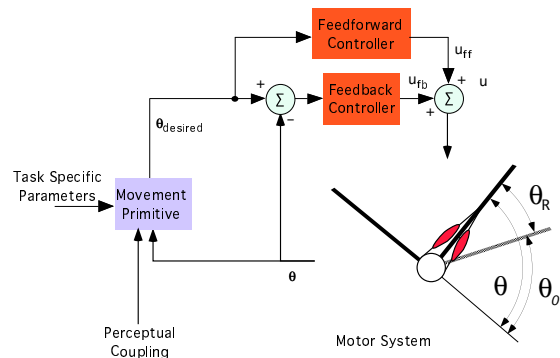 Feedforward
Controller
u_ff
+
Σ
−
Feedback
Controller
u_fb
+
Σ
+
u
θ_desired
Task Specific
Parameters
Movement
Primitive
θ
Perceptual
Coupling
Motor System
θ_R
θ
θ_0